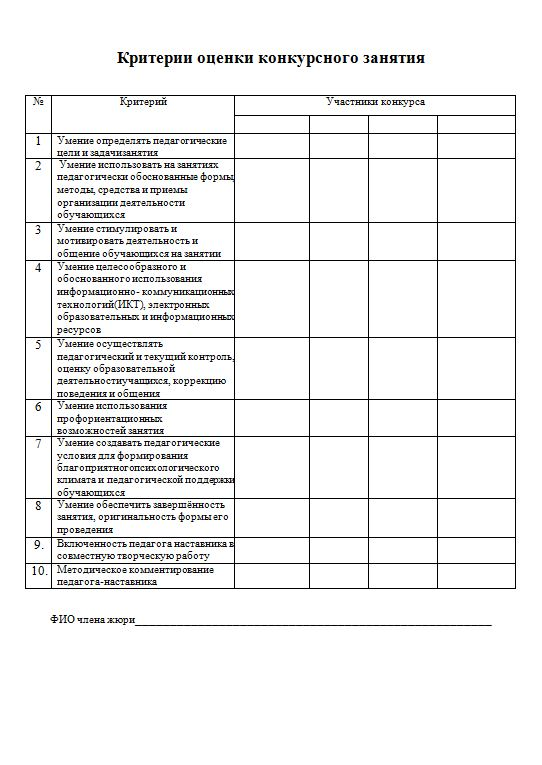 Критерии оценки конкурсного занятия
№ Критерий Участники конкурса
1 Умение определять педагогические
цели и задачизанятия
2 Умение использовать на занятиях
педагогически обоснованные формы,
методы, средства и приемы
организации деятельности
обучающихся
3 Умение стимулировать и
мотивировать деятельность и
общение обучающихся на занятии
4 Умение целесообразного и
обоснованного использования
информационно- коммуникационных
технологий(ИКТ), электронных
образовательных и информационных
ресурсов
5 Умение осуществлять
педагогический и текущий контроль,
оценку образовательной
деятельностиучащихся, коррекцию
поведения и общения
6 Умение использования
профориентационных
возможностей занятия
7 Умение создавать педагогические
условия для формирования
благоприятногопсихологического
климата и педагогической поддержки
обучающихся
8 Умение обеспечить завершённость
занятия, оригинальность формы его
проведения
9. Включенность педагога наставника в
совместную творческую работу
10. Методическое комментирование
педагога-наставника
ФИО члена жюри